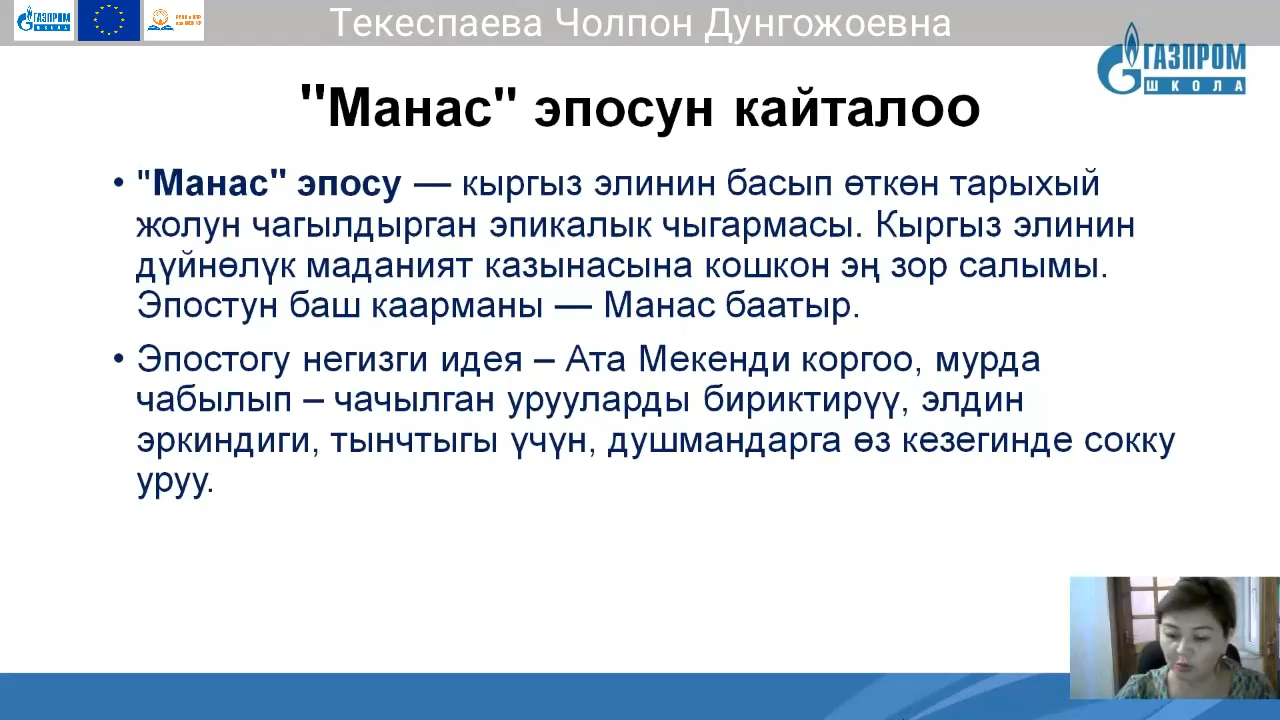 ГАЗПРОМ
ШКОЛА
Текеспаева Чолпон Дунгожоевна
ГАЗПРОМ
ШКОЛА
"Манас" эпосун кайталоо
• "Манас" эпосу — кыргыз элинин басып өткөн тарыхый
жолун чагылдырган эпикалык чыгармасы. Кыргыз элинин
дүйнөлүк маданият казынасына кошкон эң зор салымы.
Эпостун баш каарманы — Манас баатыр.
• Эпостогу негизги идея – Ата Мекенди коргоо, мурда
чабылып – чачылган урууларды бириктирүү, элдин
эркиндиги, тынчтыгы үчүн, душмандарга өз кезегинде сокку
уруу.